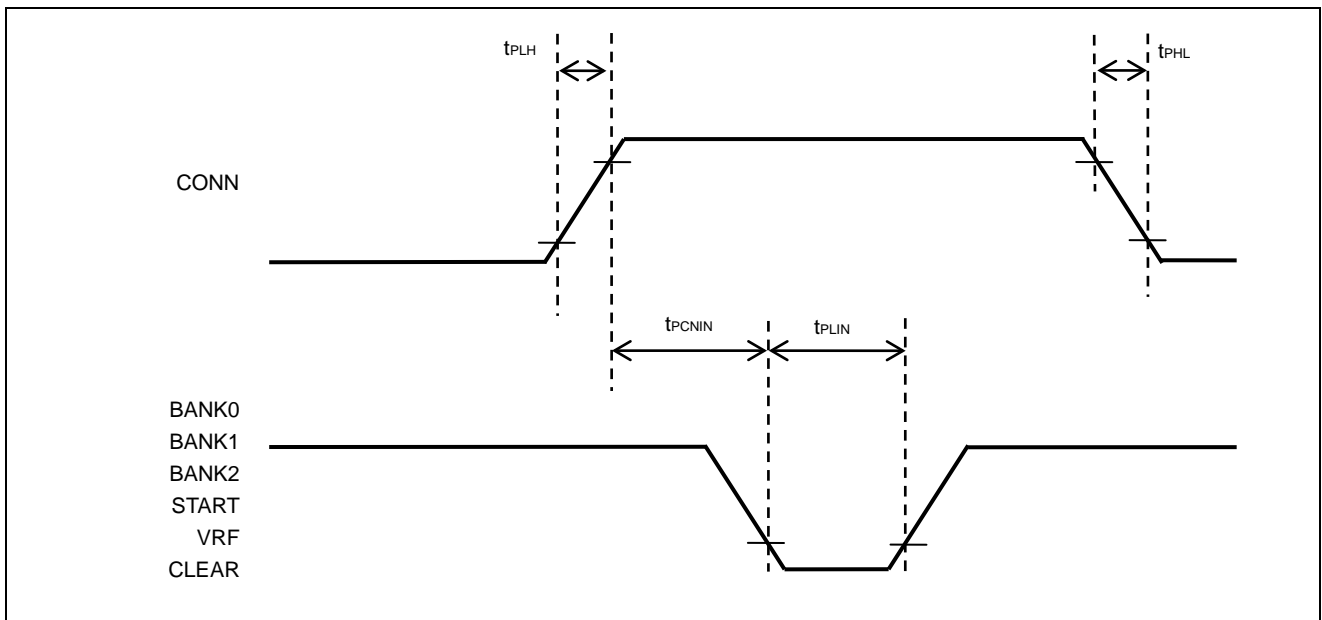 tPLH
tPHL
CONN
tPCNIN
tPLIN
BANK0
BANK1
BANK2
START
VRF
CLEAR